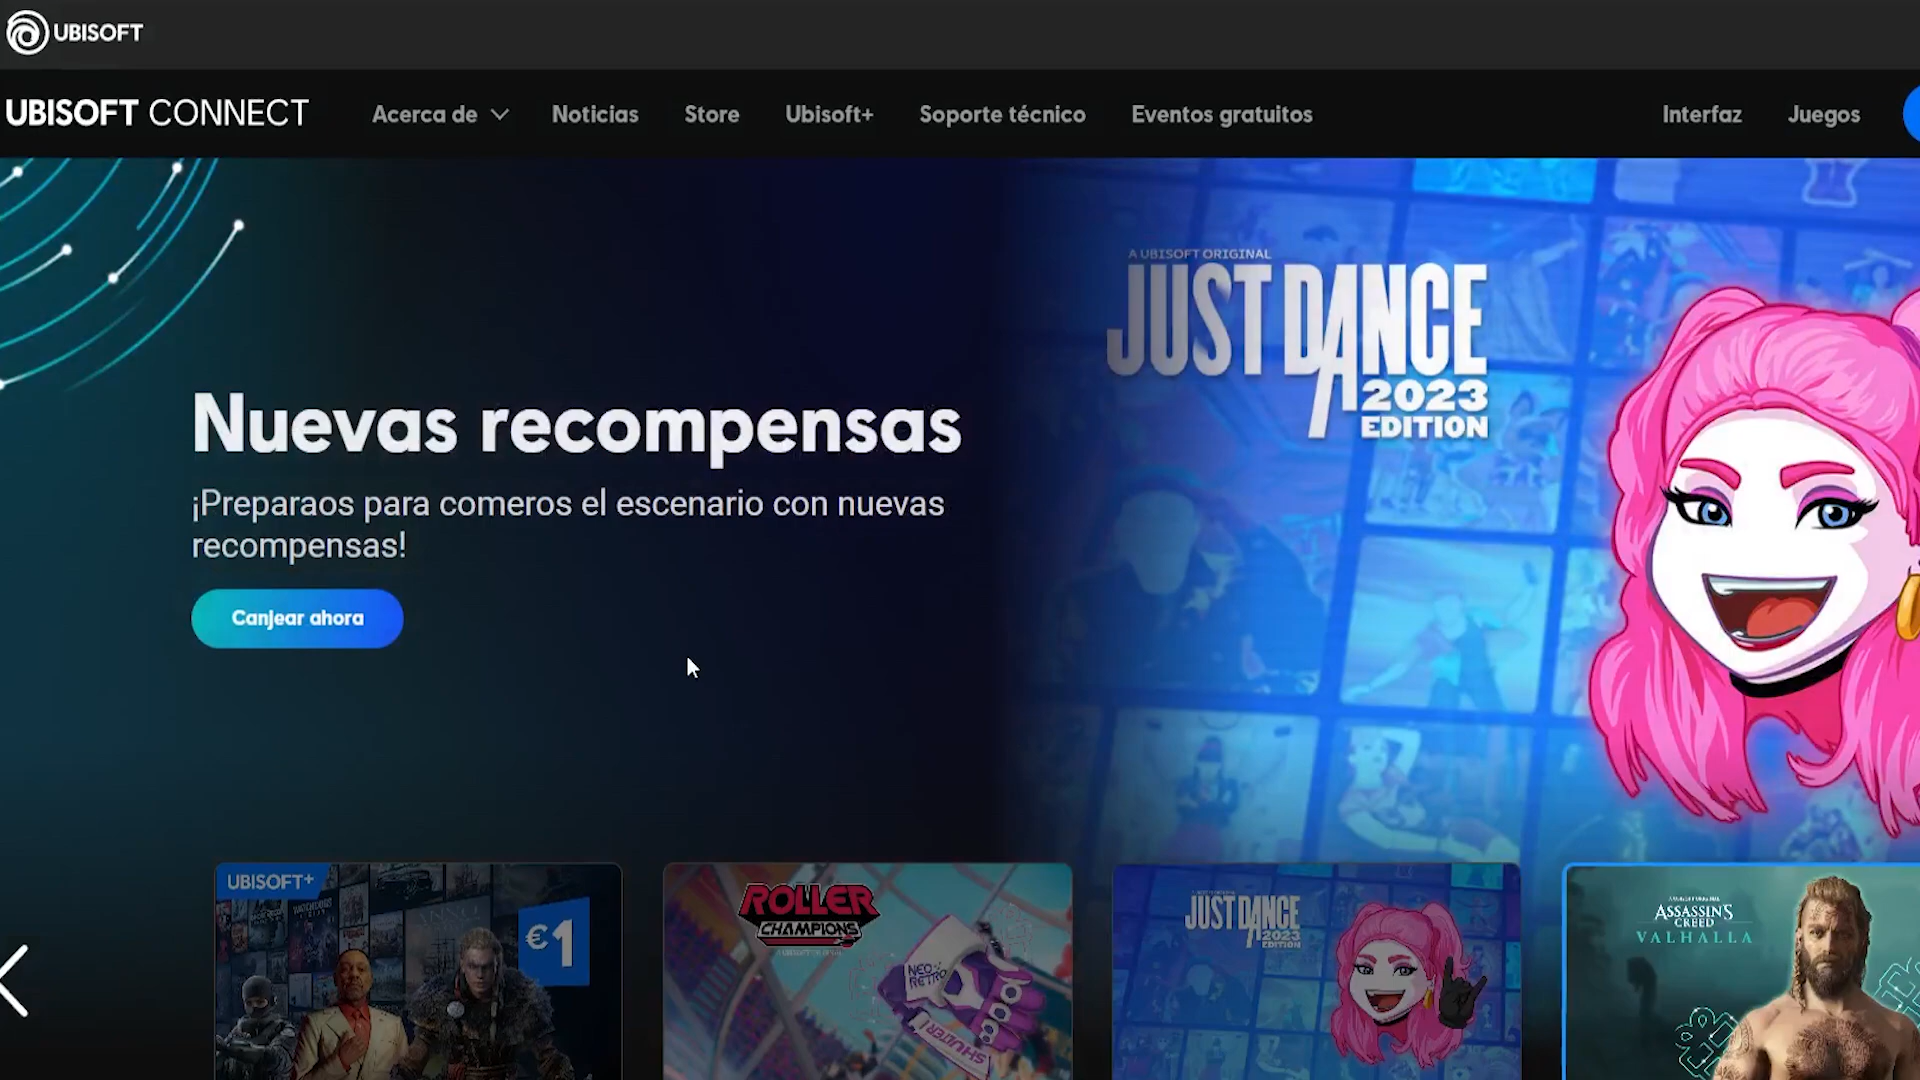 UBISOFT
UBISOFT CONNECT
Acerca de
Noticias
Store
Ubisoft+
Soporte técnico
Eventos gratuitos
Interfaz
Juegos
A UBISOFT ORIGINAL
JUST DANCE
2023
EDITION
Nuevas recompensas
¡Preparaos para comeros el escenario con nuevas
recompensas!
Canjear ahora
UBISOFT+
€1
ROLLER
CHAMPIONS
NEO-
RETRO
JUST DANCE
2023
EDITION
ASSASSIN'S
CREED
VALHALLA